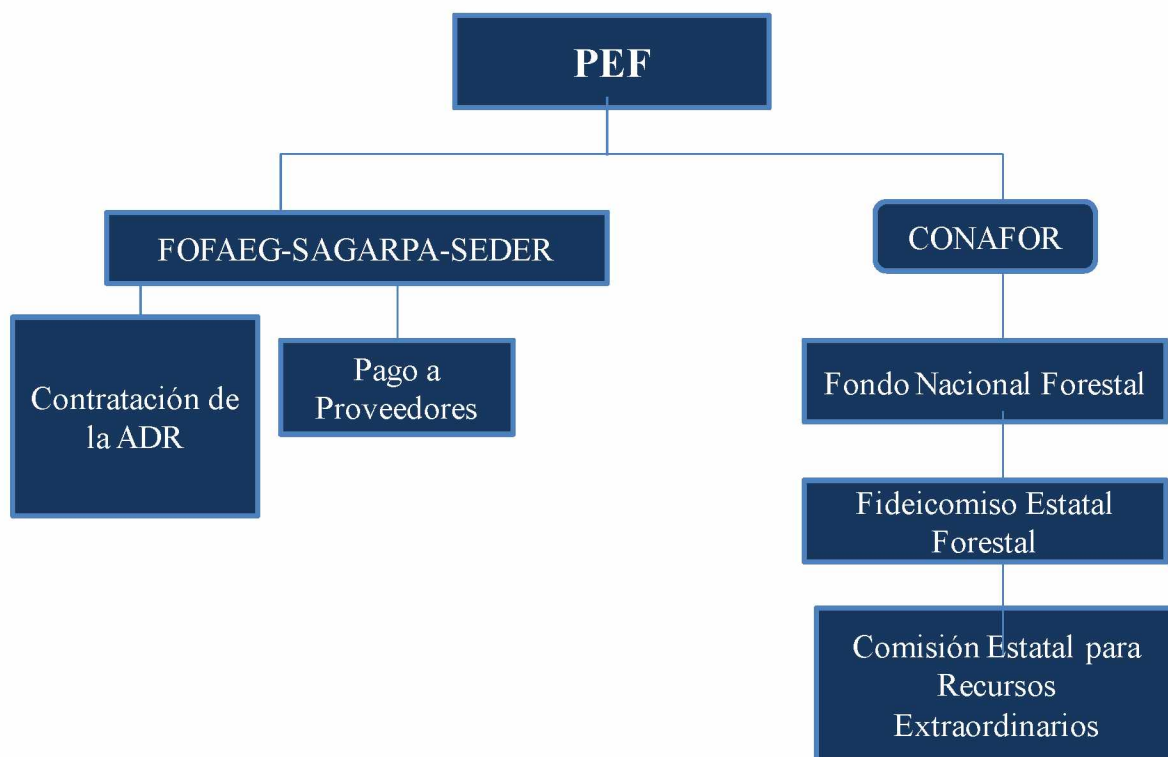 PEF
FOFAEG-SAGARPA-SEDER
CONAFOR
Contratación de
la ADR
Pago a
Proveedores
Fondo Nacional Forestal
Fideicomiso Estatal
Forestal
Comisión Estatal para
Recursos
Extraordinarios